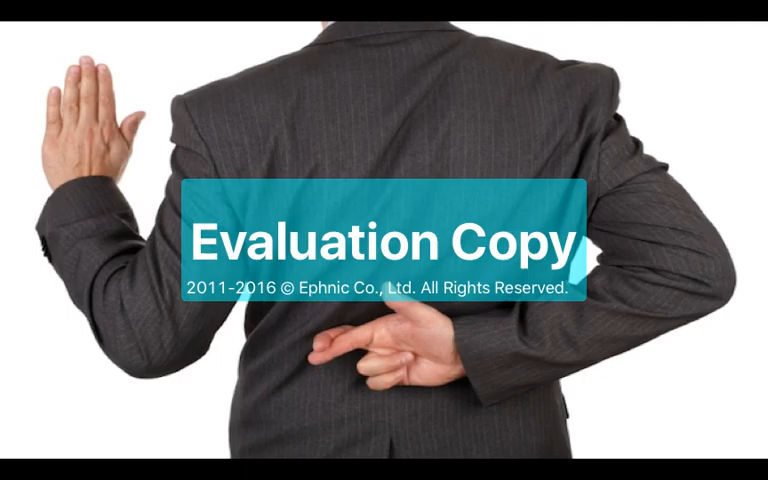 Evaluation Copy
2011-2016 © Ephnic Co., Ltd. All Rights Reserved.